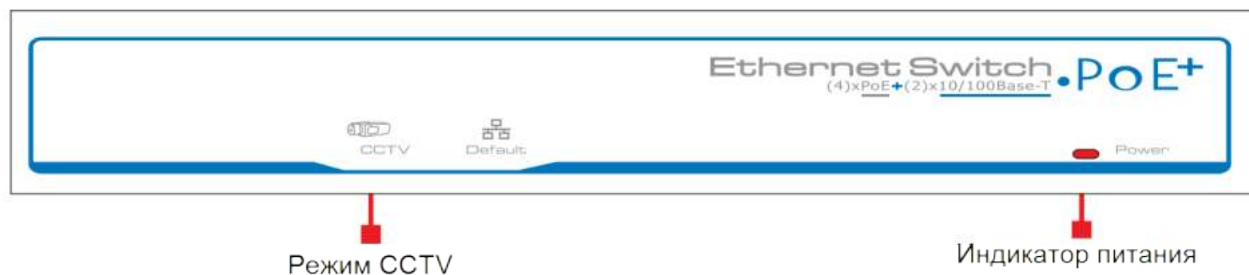 Ethernet Switch
(4)xPoE+(2)x10/100Base-T
•PoE+
CCTV
Default
Power
Режим CCTV
Индикатор питания